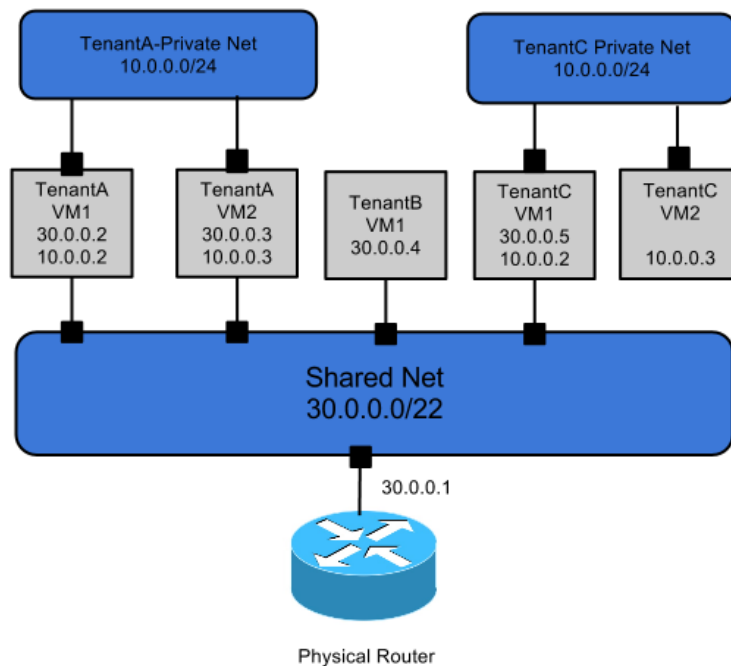 TenantA-Private Net
10.0.0.0/24
TenantC Private Net
10.0.0.0/24
TenantA
VM1
30.0.0.2
10.0.0.2
TenantA
VM2
30.0.0.3
10.0.0.3
TenantB
VM1
30.0.0.4
TenantC
VM1
30.0.0.5
10.0.0.2
TenantC
VM2
10.0.0.3
Shared Net
30.0.0.0/22
30.0.0.1
Physical Router